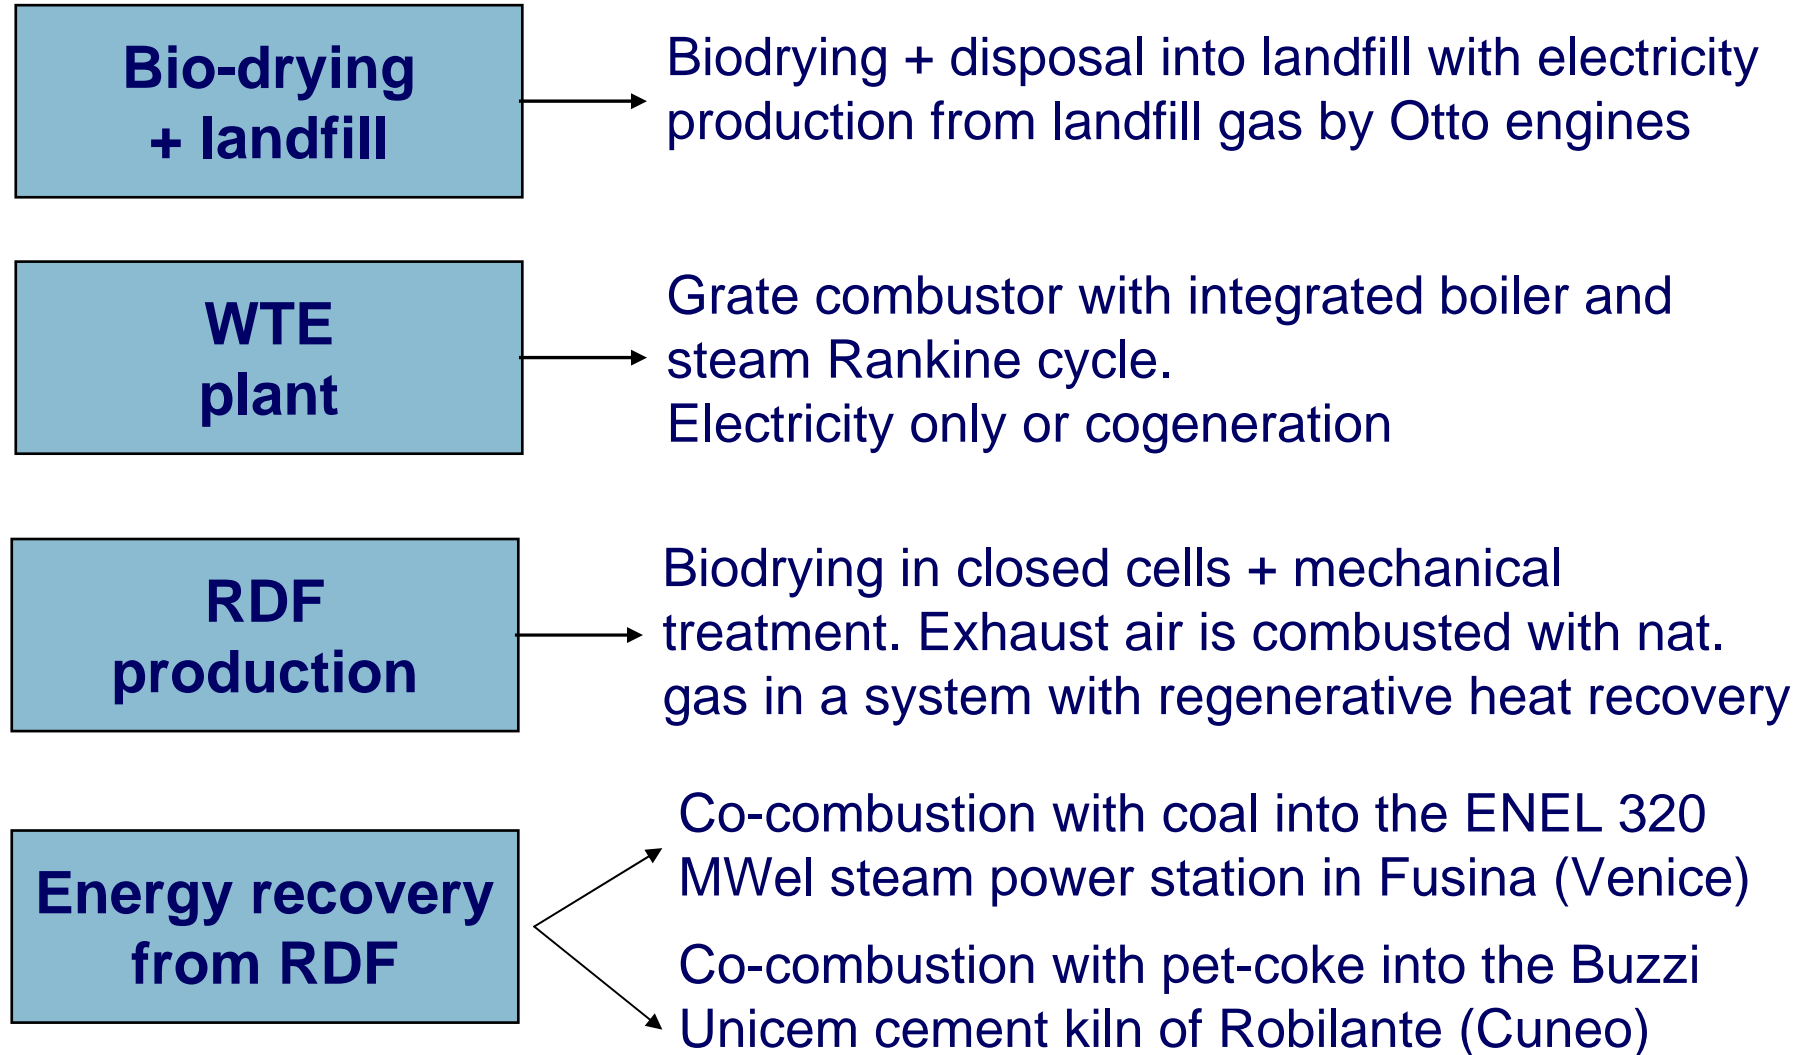 Bio-drying
+ landfill
Biodrying + disposal into landfill with electricity
production from landfill gas by Otto engines
WTE
plant
Grate combustor with integrated boiler and
steam Rankine cycle.
Electricity only or cogeneration
RDF
production
Biodrying in closed cells + mechanical
treatment. Exhaust air is combusted with nat.
gas in a system with regenerative heat recovery
Energy recovery
from RDF
Co-combustion with coal into the ENEL 320
MWel steam power station in Fusina (Venice)
Co-combustion with pet-coke into the Buzzi
Unicem cement kiln of Robilante (Cuneo)